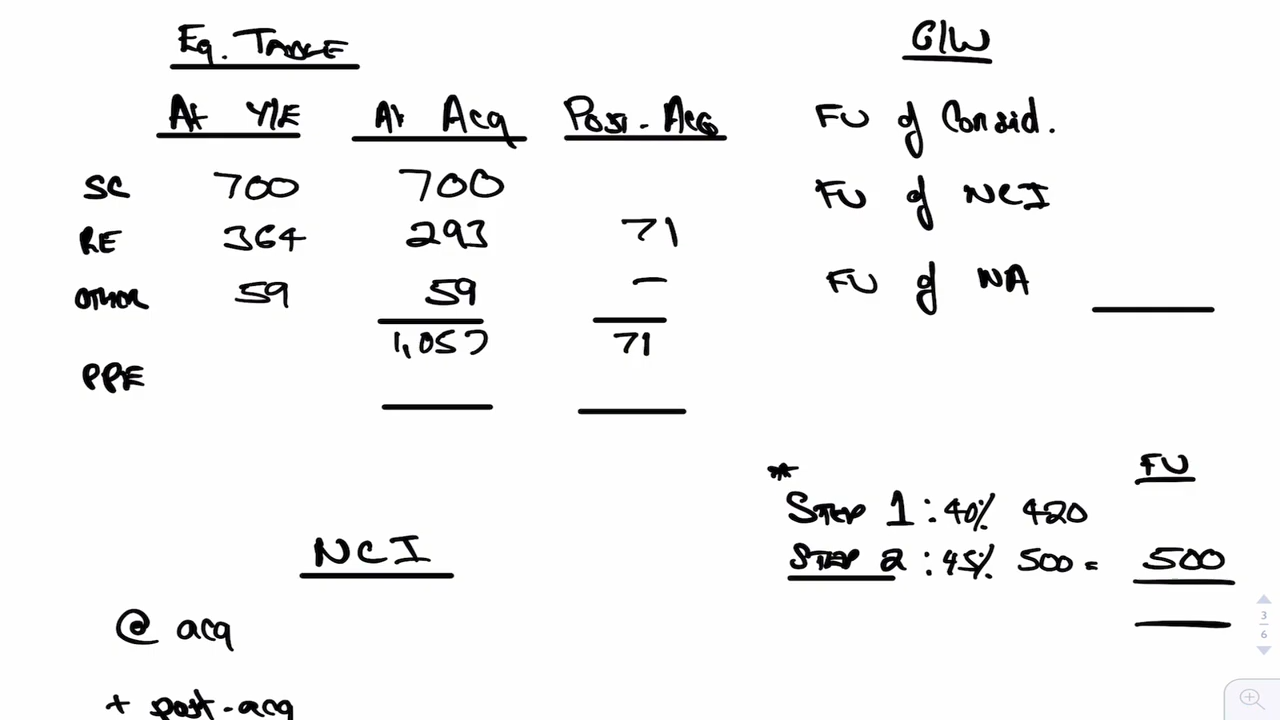 Eq. TABLE
At Y/E At Acq Post-Acq
SC 700 700
RE 364 293 71
OTHER 59 59 –
1,052 71
PPE
NCI
@ acq
+ post-acq
G/W
FV of Consid.
FV of NCI
FV of NA
FV
* STEP 1 : 40% 420
STEP 2 : 45% 500 = 500
3
6